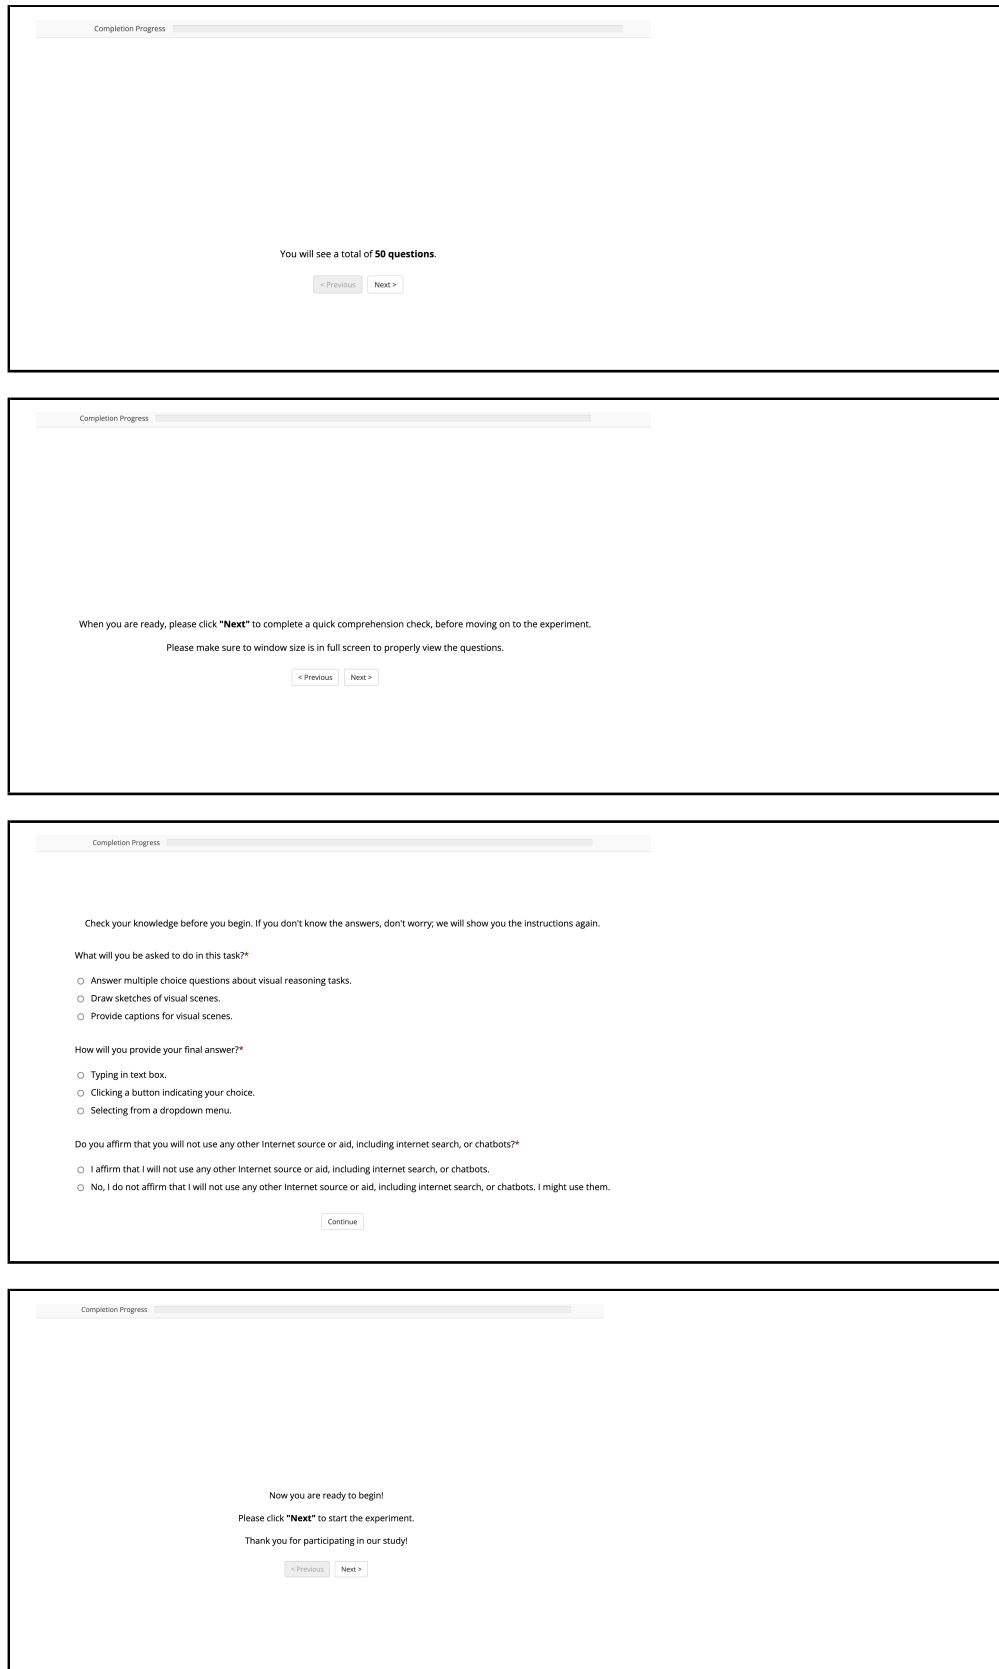 Completion Progress
You will see a total of 50 questions.
< Previous Next >
Completion Progress
When you are ready, please click "Next" to complete a quick comprehension check, before moving on to the experiment.
Please make sure to window size is in full screen to properly view the questions.
< Previous Next >
Completion Progress
Check your knowledge before you begin. If you don't know the answers, don't worry; we will show you the instructions again.
What will you be asked to do in this task?*
Answer multiple choice questions about visual reasoning tasks.
Draw sketches of visual scenes.
Provide captions for visual scenes.
How will you provide your final answer?*
Typing in text box.
Clicking a button indicating your choice.
Selecting from a dropdown menu.
Do you affirm that you will not use any other Internet source or aid, including internet search, or chatbots?*
I affirm that I will not use any other Internet source or aid, including internet search, or chatbots.
No, I do not affirm that I will not use any other Internet source or aid, including internet search, or chatbots. I might use them.
Continue
Completion Progress
Now you are ready to begin!
Please click "Next" to start the experiment.
Thank you for participating in our study!
< Previous Next >